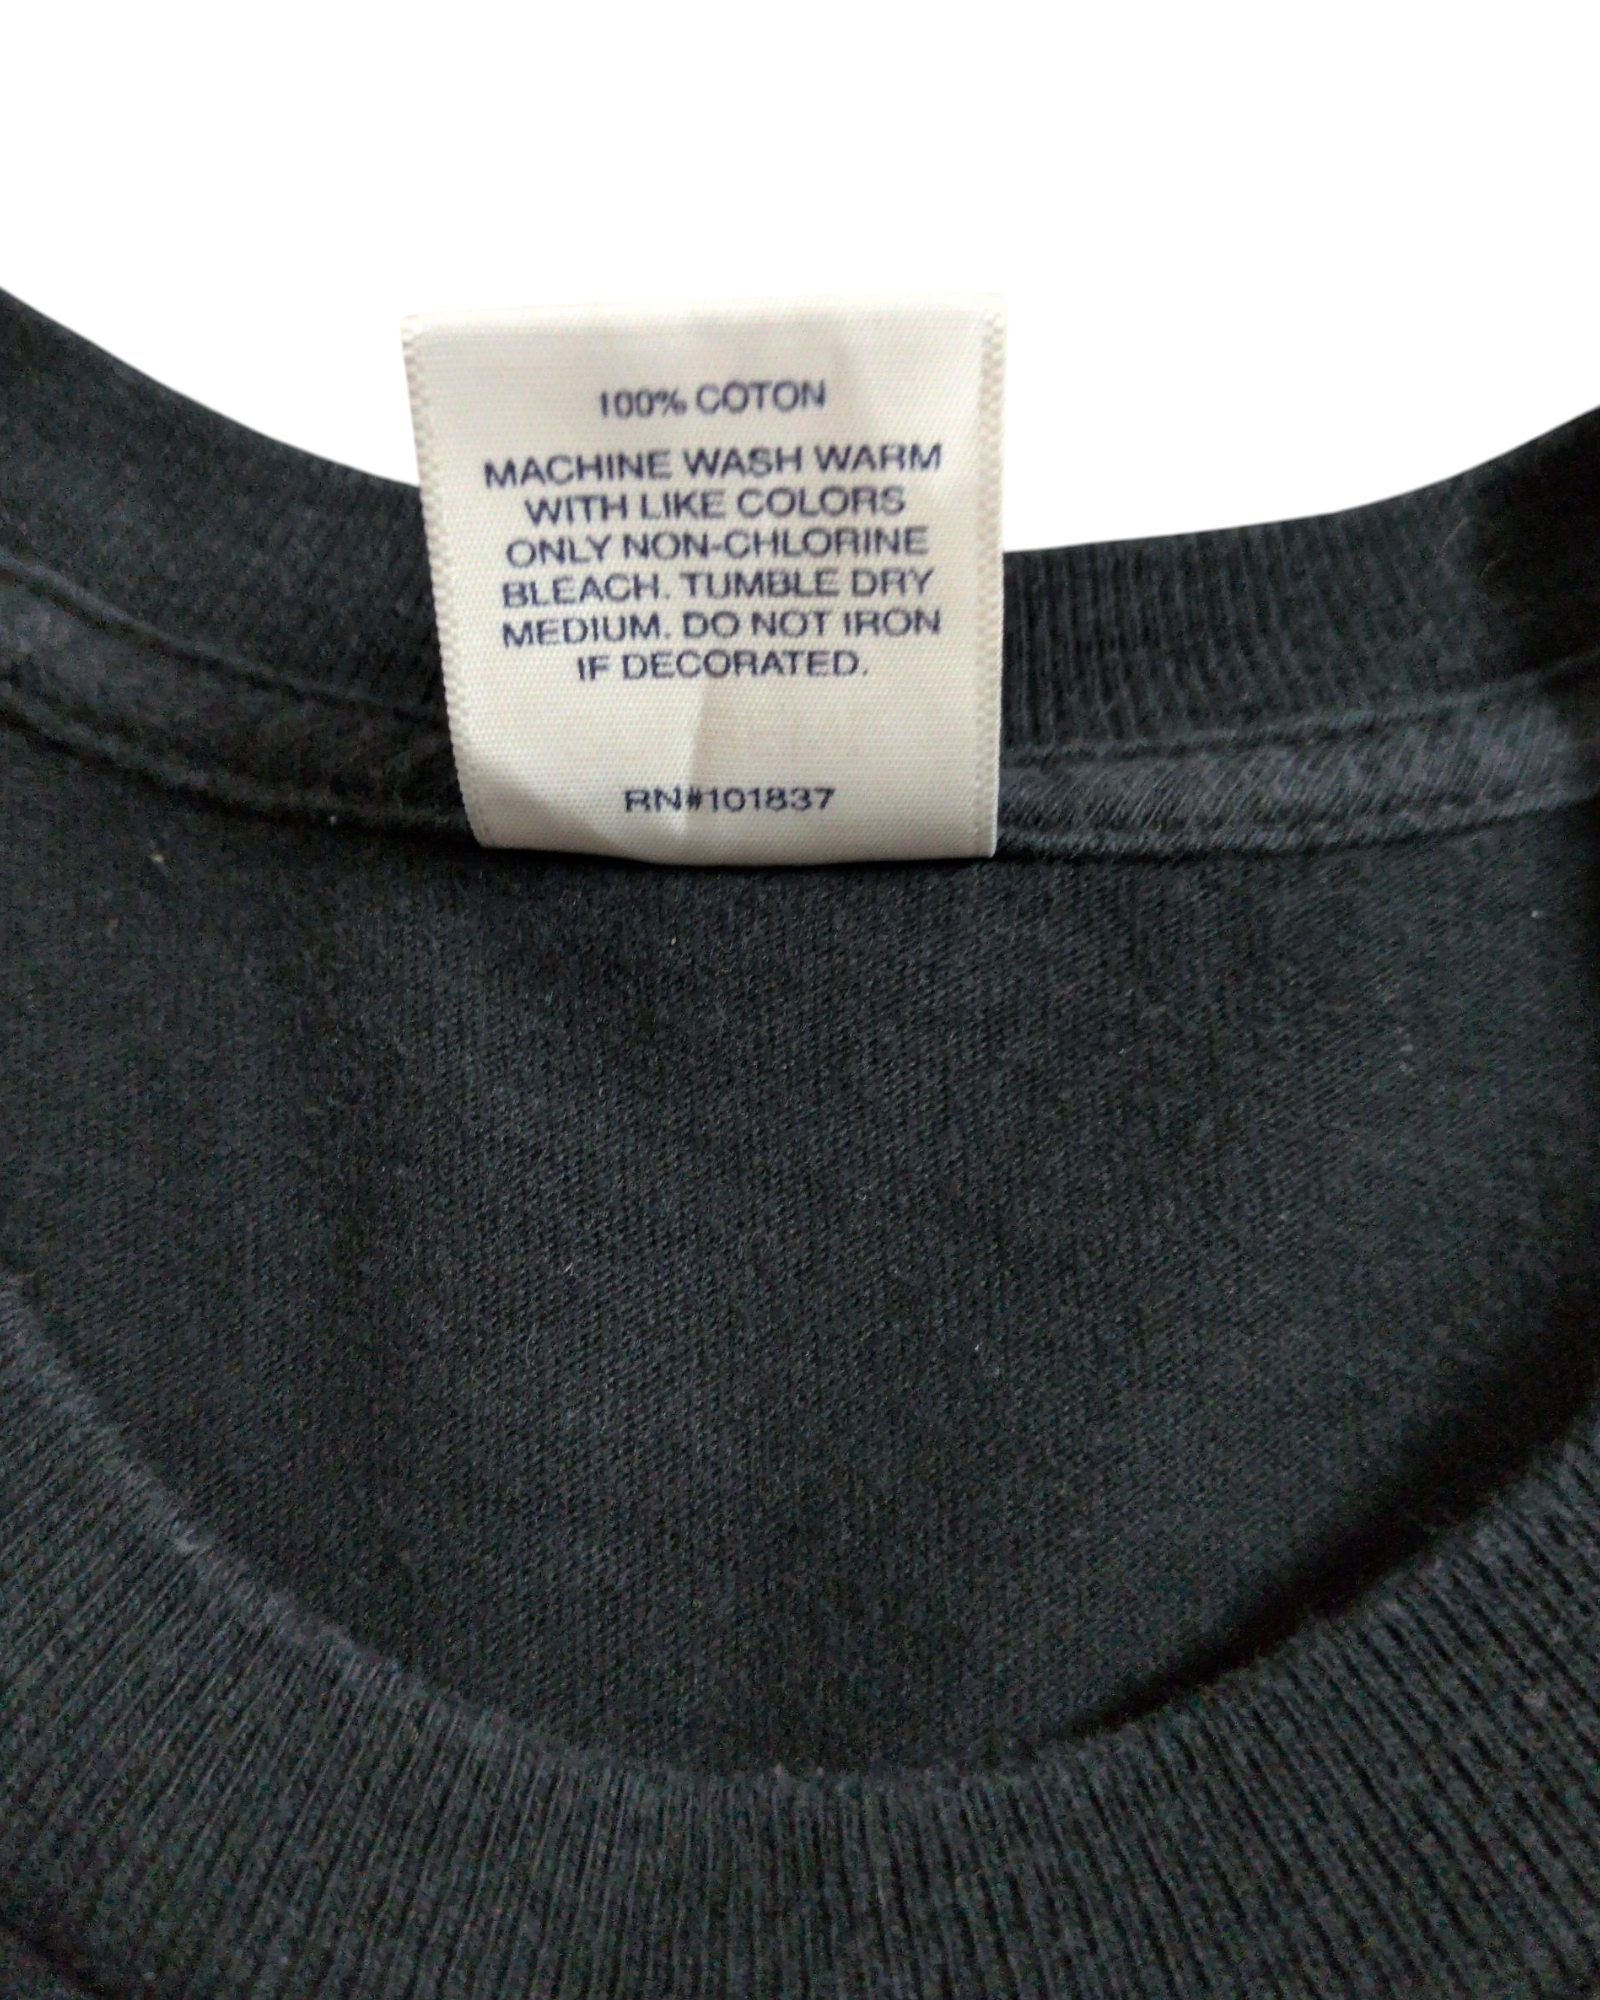 100% COTON
MACHINE WASH WARM
WITH LIKE COLORS
ONLY NON-CHLORINE
BLEACH. TUMBLE DRY
MEDIUM. DO NOT IRON
IF DECORATED.
RN#101837